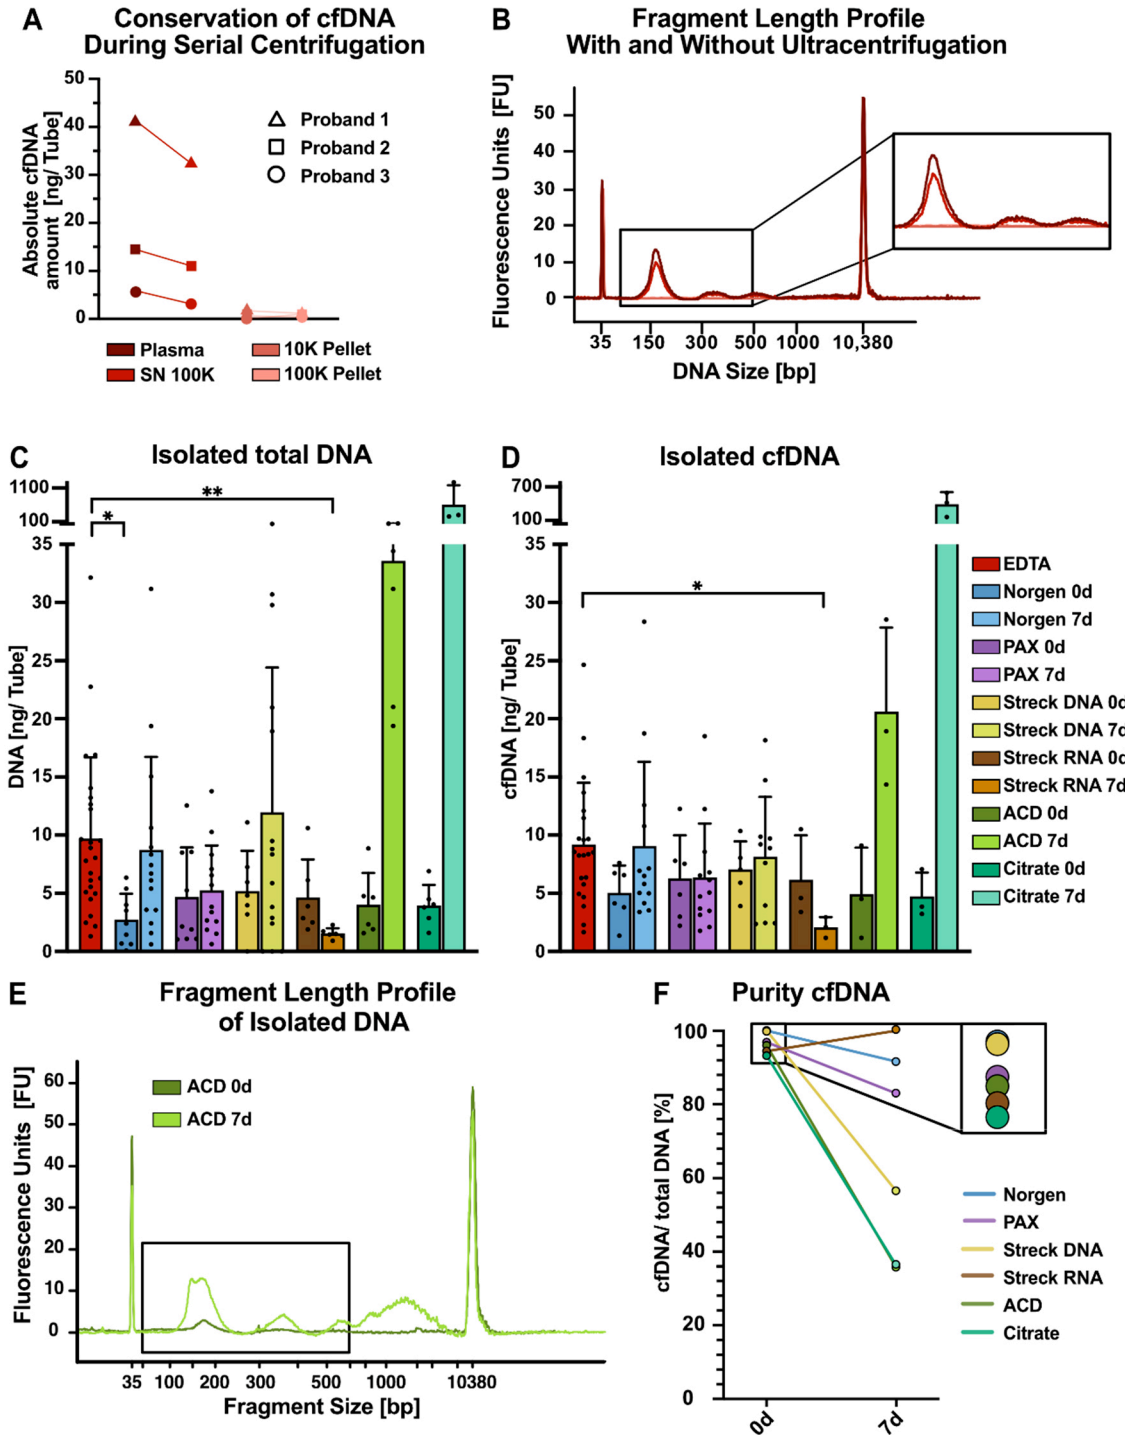 A
Conservation of cfDNA
During Serial Centrifugation
Absolute cfDNA
amount [ng/ Tube]
50
40
30
20
10
0
Proband 1
Proband 2
Proband 3
Plasma
SN 100K
10K Pellet
100K Pellet
B
Fragment Length Profile
With and Without Ultracentrifugation
Fluorescence Units [FU]
50
40
30
20
10
0
35 150 300 500 1000 10,380
DNA Size [bp]
C
Isolated total DNA
DNA [ng/ Tube]
1100
100
35
30
25
20
15
10
5
0
*
**
D
Isolated cfDNA
cfDNA [ng/ Tube]
700
100
35
30
25
20
15
10
5
0
*
EDTA
Norgen 0d
Norgen 7d
PAX 0d
PAX 7d
Streck DNA 0d
Streck DNA 7d
Streck RNA 0d
Streck RNA 7d
ACD 0d
ACD 7d
Citrate 0d
Citrate 7d
E
Fragment Length Profile
of Isolated DNA
Fluorescence Units [FU]
60
50
40
30
20
10
0
ACD 0d
ACD 7d
35 100 200 300 500 1000 10380
Fragment Size [bp]
F
Purity cfDNA
cfDNA/ total DNA [%]
100
80
60
40
20
0
0d 7d
Norgen
PAX
Streck DNA
Streck RNA
ACD
Citrate